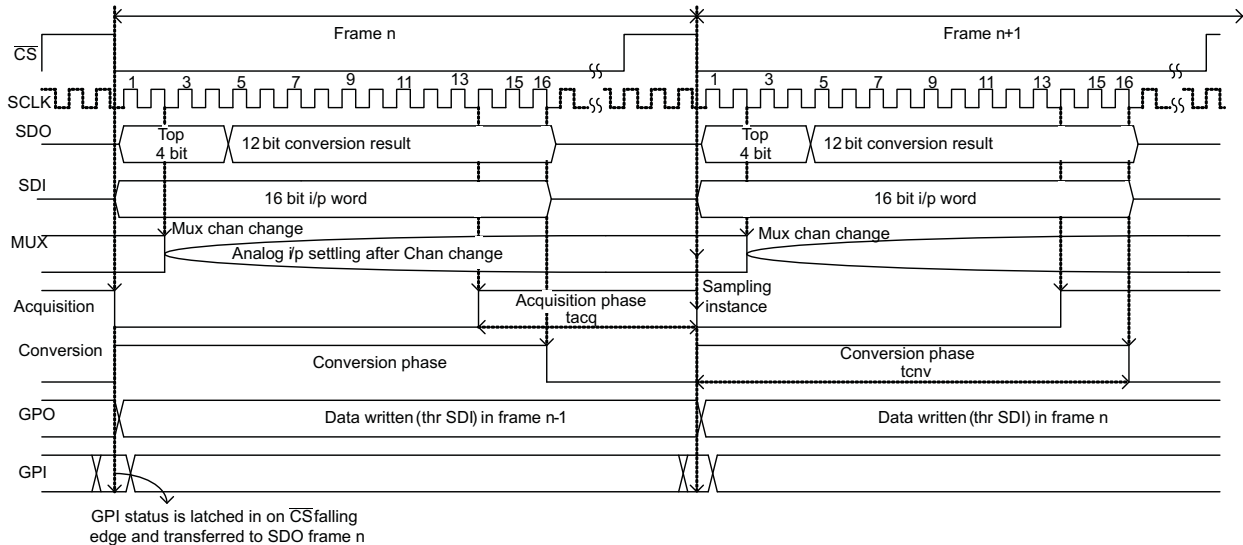 Frame n
Frame n+1
CS
1 3 5 7 9 11 13 15 16
1 3 5 7 9 11 13 15 16
SCLK
SDO
Top
4 bit
12 bit conversion result
Top
4 bit
12 bit conversion result
SDI
16 bit i/p word
16 bit i/p word
MUX
Mux chan change
Analog i/p settling after Chan change
Mux chan change
Acquisition
Acquisition phase
tacq
Sampling
instance
Conversion
Conversion phase
Conversion phase
tcnv
GPO
Data written (thr SDI) in frame n-1
Data written (thr SDI) in frame n
GPI
GPI status is latched in on CS falling
edge and transferred to SDO frame n